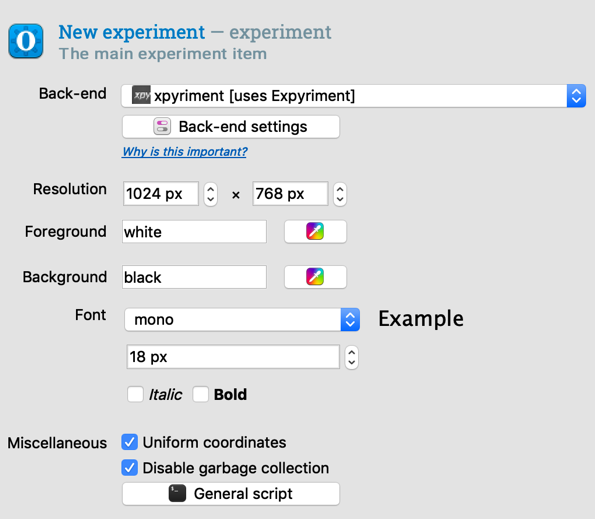 New experiment — experiment
The main experiment item
Back-end xpy xpyriment [uses Expyriment]
Back-end settings
Why is this important?
Resolution 1024 px × 768 px
Foreground white
Background black
Font mono Example
18 px
Italic Bold
Miscellaneous Uniform coordinates
Disable garbage collection
General script